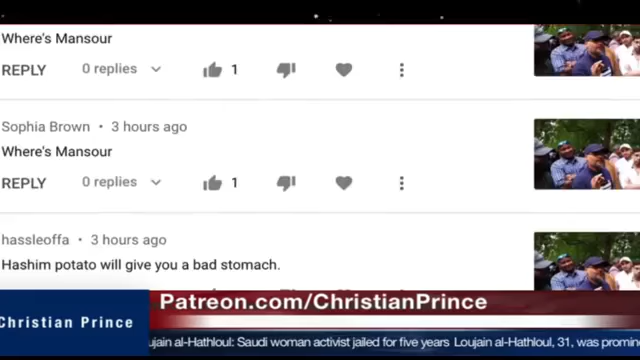 Where's Mansour
REPLY 0 replies 1
Sophia Brown • 3 hours ago
Where's Mansour
REPLY 0 replies 1
hassleoffa • 3 hours ago
Hashim potato will give you a bad stomach.
Patreon.com/ChristianPrince
Christian Prince
ujain al-Hathloul: Saudi woman activist jailed for five years Loujain al-Hathloul, 31, was promin